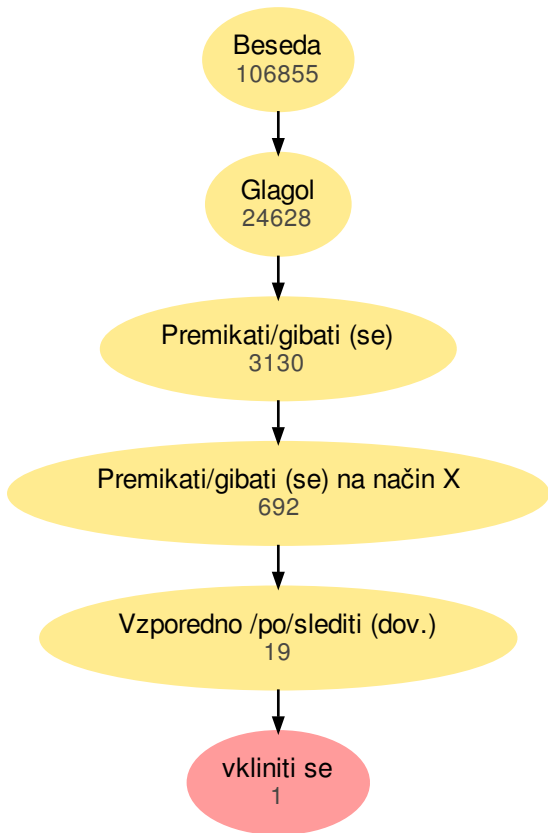 Beseda
106855
Glagol
24628
Premikati/gibati (se)
3130
Premikati/gibati (se) na način X
692
Vzporedno /po/slediti (dov.)
19
vkliniti se
1